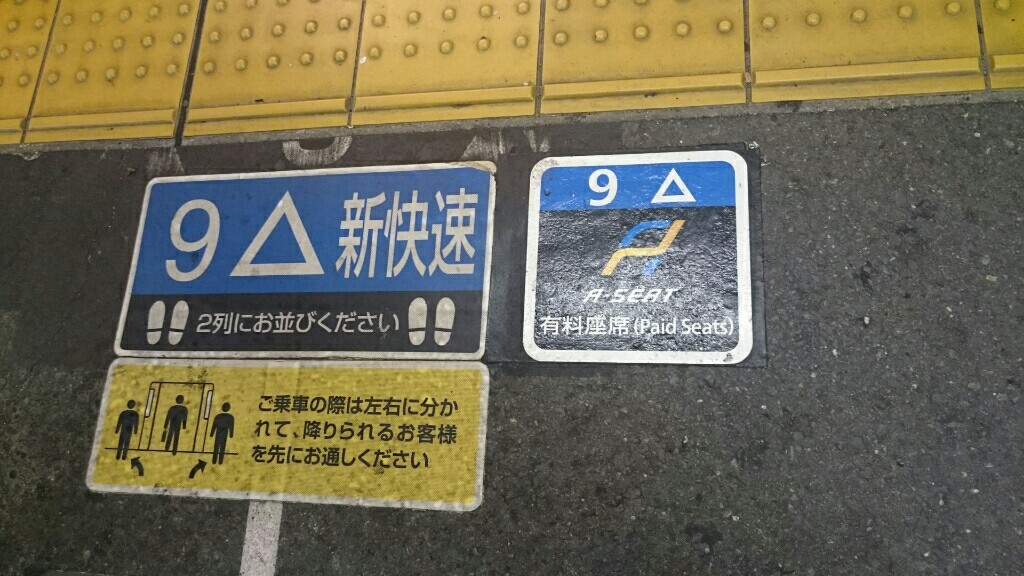 9 △ 新快速
2列にお並びください
ご乗車の際は左右に分か
れて、降りられるお客様
を先にお通しください
9 △
A-SEAT
有料座席(Paid Seats)